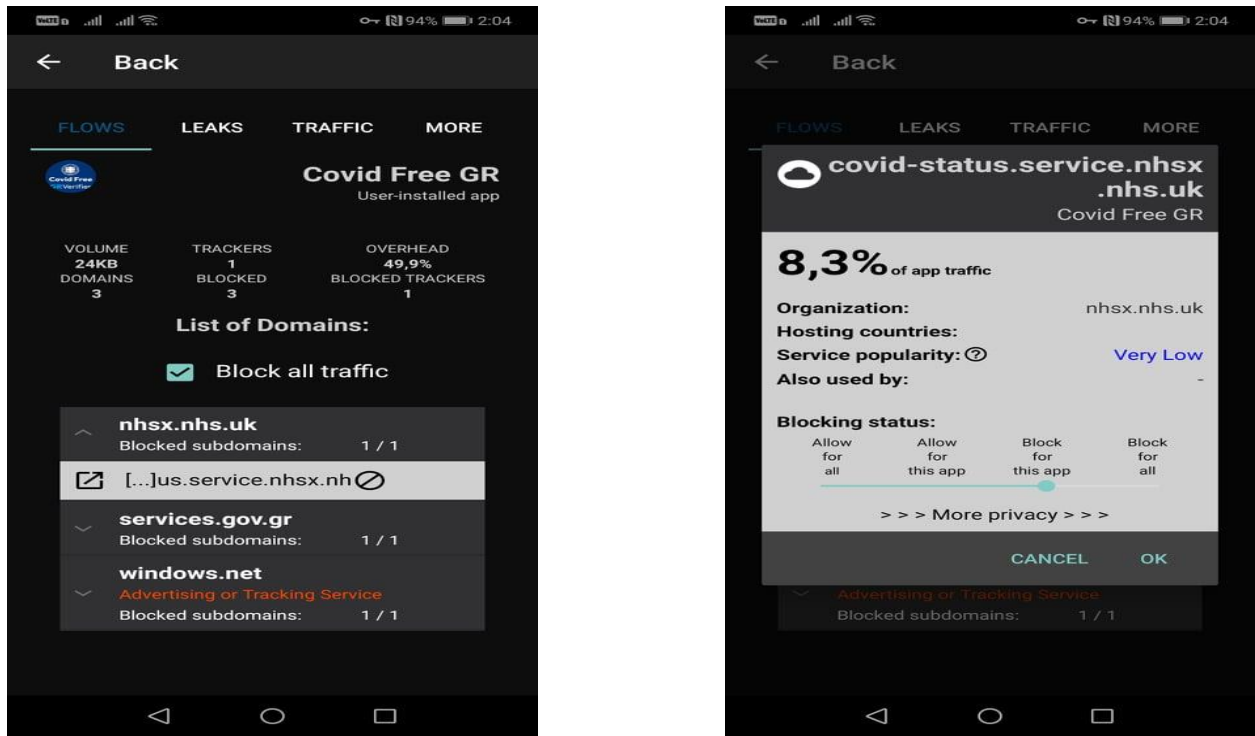 94% 2:04
Back
FLOWS LEAKS TRAFFIC MORE
Covid Free GR
User-installed app
Covid Free
VOLUME TRACKERS OVERHEAD
24KB 1 49,9%
DOMAINS BLOCKED BLOCKED TRACKERS
3 3 1
List of Domains:
Block all traffic
nhsx.nhs.uk
Blocked subdomains: 1 / 1
[...]us.service.nhsx.nh
services.gov.gr
Blocked subdomains: 1 / 1
windows.net
Advertising or Tracking Service
Blocked subdomains: 1 / 1
94% 2:04
Back
FLOWS LEAKS TRAFFIC MORE
covid-status.service.nhsx
.nhs.uk
Covid Free GR
8,3% of app traffic
Organization: nhsx.nhs.uk
Hosting countries:
Service popularity: ? Very Low
Also used by: -
Blocking status:
Allow Allow Block Block
for for for for
all this app this app all
> > > More privacy > > >
CANCEL OK
Advertising or Tracking Service
Blocked subdomains: 1 / 1